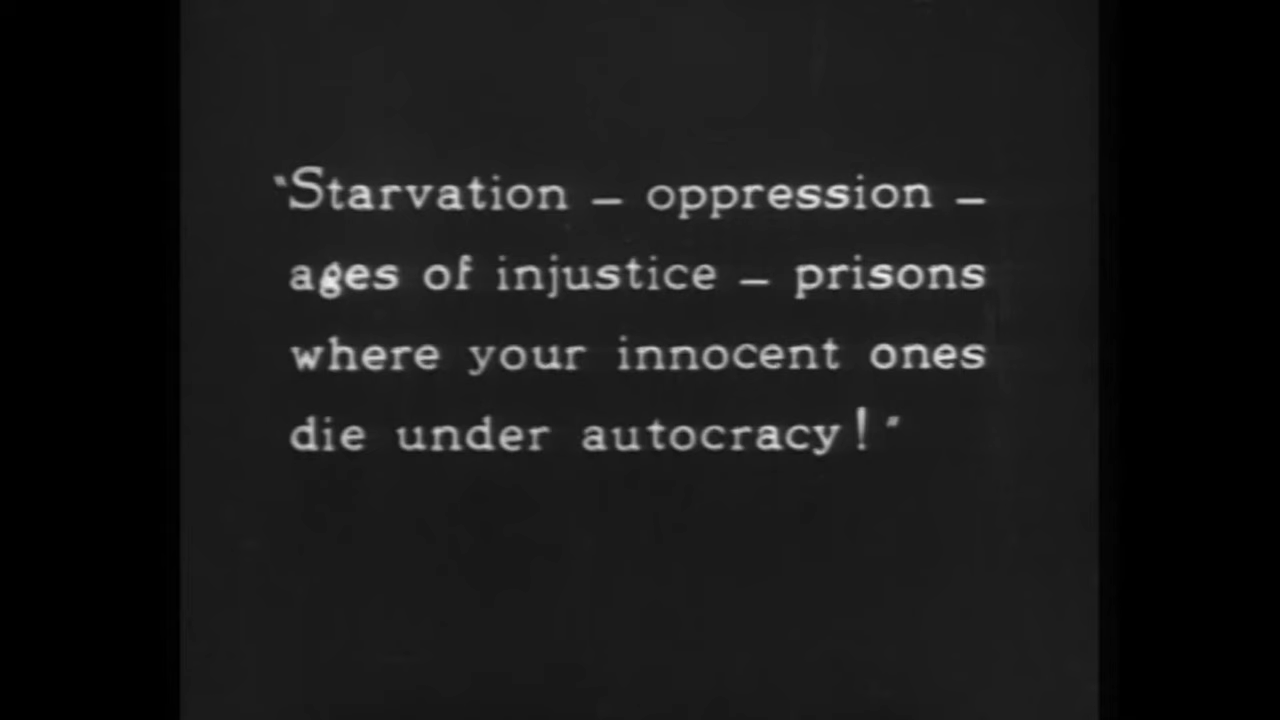 "Starvation – oppression –
ages of injustice – prisons
where your innocent ones
die under autocracy!"